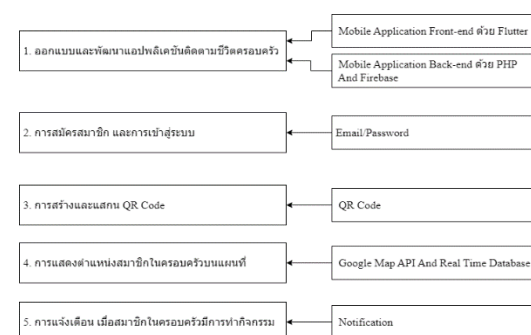 Mobile Application Front-end ด้วย Flutter
1. ออกแบบและพัฒนาแอปพลิเคชันติดตามชีวิตครอบครัว
Mobile Application Back-end ด้วย PHP
And Firebase
2. การสมัครสมาชิก และการเข้าสู่ระบบ
Email/Password
3. การสร้างและแสกน QR Code
QR Code
4. การแสดงตำแหน่งสมาชิกในครอบครัวบนแผนที่
Google Map API And Real Time Database
5. การแจ้งเตือน เมื่อสมาชิกในครอบครัวมีการทำกิจกรรม
Notification